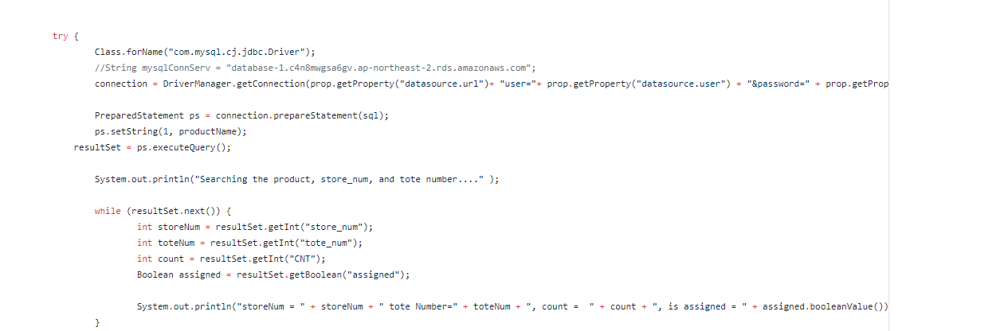 try {
Class.forName("com.mysql.cj.jdbc.Driver");
//String mysqlConnServ = "database-1.c4n8mwgsa6gv.ap-northeast-2.rds.amazonaws.com";
connection = DriverManager.getConnection(prop.getProperty("datasource.url")+ "user="+ prop.getProperty("datasource.user") + "&password=" + prop.getProp
PreparedStatement ps = connection.prepareStatement(sql);
ps.setString(1, productName);
resultSet = ps.executeQuery();
System.out.println("Searching the product, store_num, and tote number...." );
while (resultSet.next()) {
int storeNum = resultSet.getInt("store_num");
int toteNum = resultSet.getInt("tote_num");
int count = resultSet.getInt("CNT");
Boolean assigned = resultSet.getBoolean("assigned");
System.out.println("storeNum = " + storeNum + " tote Number=" + toteNum + ", count =  " + count + ", is assigned = " + assigned.booleanValue())
}